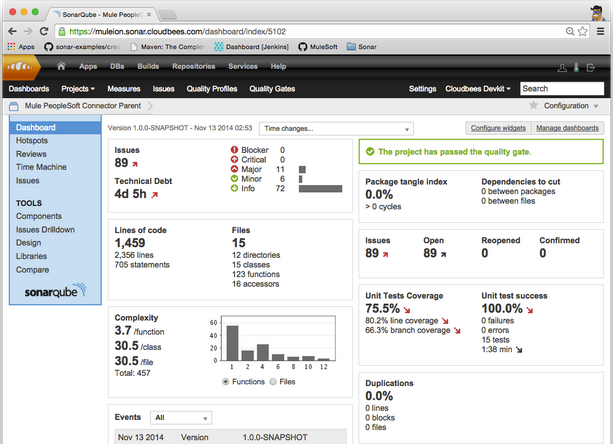 SonarQube - Mule PeopleS
https://muleion.sonar.cloudbees.com/dashboard/index/5102
Apps
sonar-examples/crea
Maven: The Complet
Dashboard [Jenkins]
MuleSoft
Sonar
Apps
DBs
Builds
Repositories
Services
Help
Dashboards
Projects
Measures
Issues
Quality Profiles
Quality Gates
Settings
Cloudbees Devkit
Search
Mule PeopleSoft Connector Parent
Configuration
Dashboard
Hotspots
Reviews
Time Machine
Issues
TOOLS
Components
Issues Drilldown
Design
Libraries
Compare
sonarqube
Version 1.0.0-SNAPSHOT - Nov 13 2014 02:53
Time changes...
Configure widgets
Manage dashboards
Issues
89
Technical Debt
4d 5h
Blocker 0
Critical 0
Major 11
Minor 6
Info 72
Lines of code
1,459
2,356 lines
705 statements
Files
15
12 directories
15 classes
123 functions
16 accessors
Complexity
3.7 /function
30.5 /class
30.5 /file
Total: 457
60
40
20
0
1 2 4 6 8 10 12
Functions
Files
Events
All
Nov 13 2014 Version 1.0.0-SNAPSHOT
The project has passed the quality gate.
Package tangle index
0.0%
> 0 cycles
Dependencies to cut
0 between packages
0 between files
Issues
89
Open
89
Reopened
0
Confirmed
0
Unit Tests Coverage
75.5%
80.2% line coverage
66.3% branch coverage
Unit test success
100.0%
0 failures
0 errors
15 tests
1:38 min
Duplications
0.0%
0 lines
0 blocks
0 files